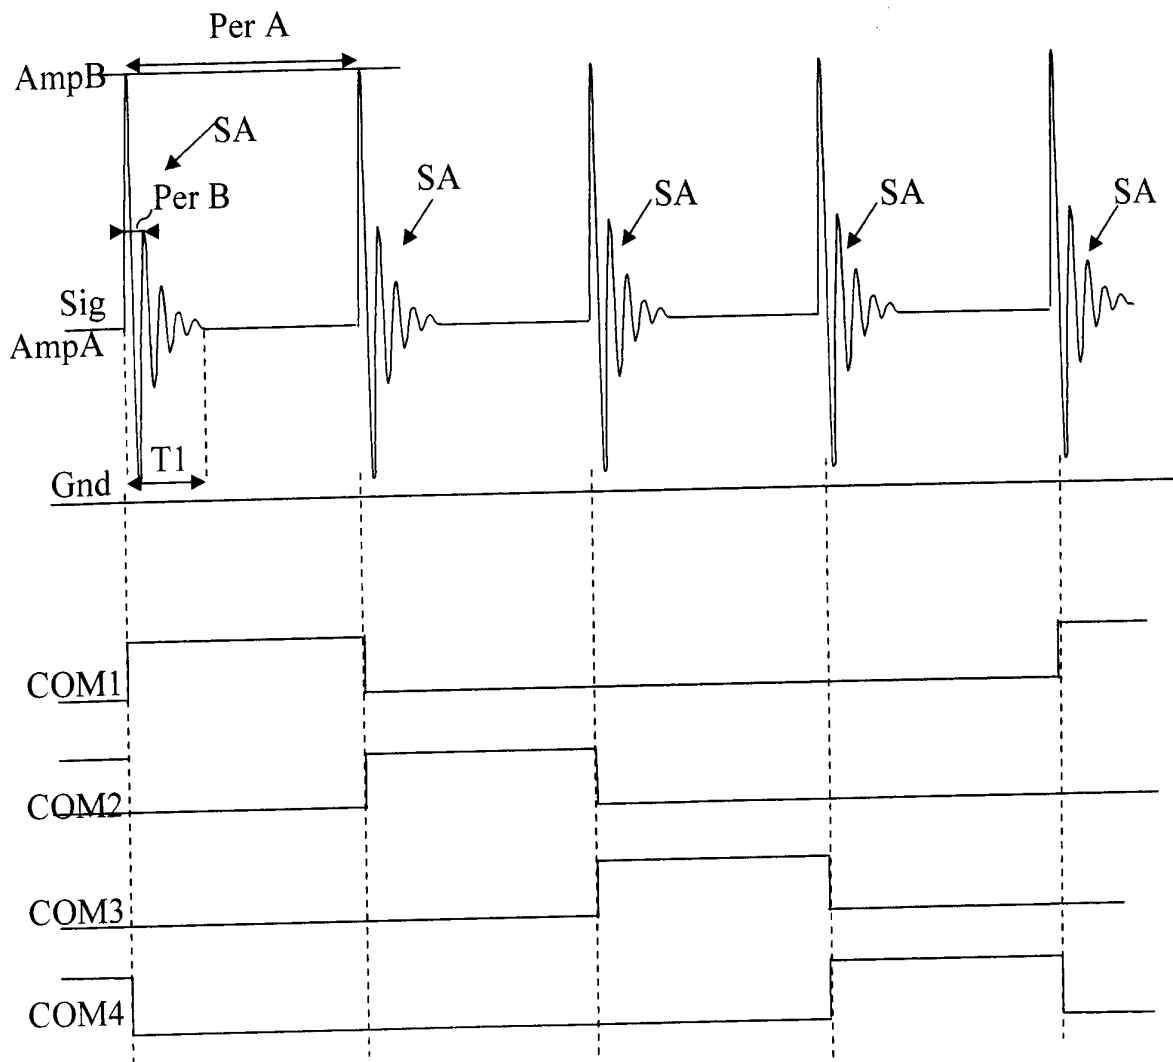 Per A
AmpB
SA
Per B
SA
SA
SA
SA
Sig
AmpA
T1
Gnd
COM1
COM2
COM3
COM4